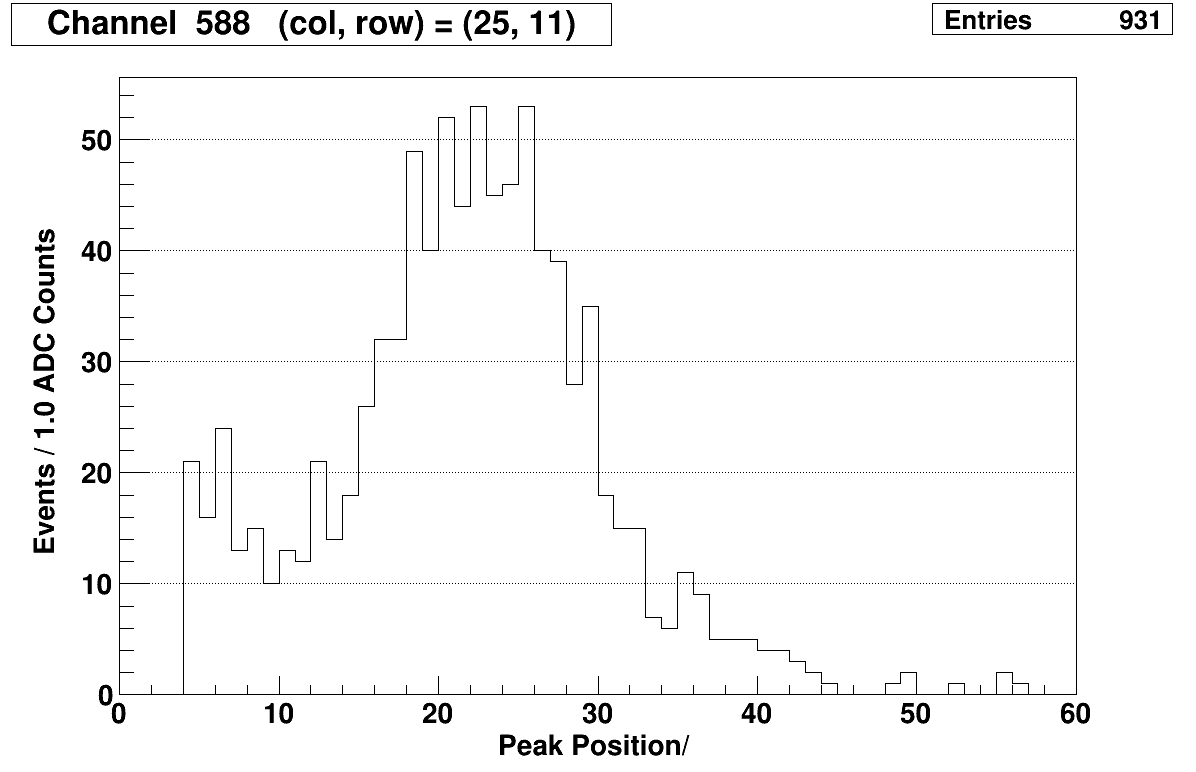 Channel 588 (col, row) = (25, 11)
Entries 931
Events / 1.0 ADC Counts
50
40
30
20
10
0
0 10 20 30 40 50 60
Peak Position/